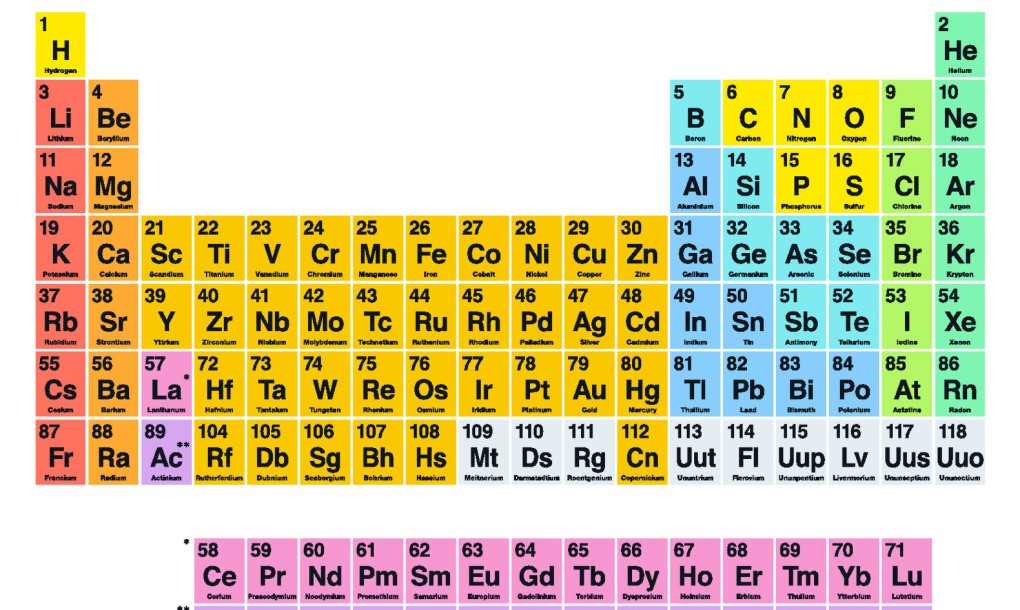 1 2
H He
Hydrogen Helium
3 4 5 6 7 8 9 10
Li Be B C N O F Ne
Lithium Beryllium Boron Carbon Nitrogen Oxygen Fluorine Neon
11 12 13 14 15 16 17 18
Na Mg Al Si P S Cl Ar
Sodium Magnesium Aluminium Silicon Phosphorus Sulfur Chlorine Argon
19 20 21 22 23 24 25 26 27 28 29 30 31 32 33 34 35 36
K Ca Sc Ti V Cr Mn Fe Co Ni Cu Zn Ga Ge As Se Br Kr
Potassium Calcium Scandium Titanium Vanadium Chromium Manganese Iron Cobalt Nickel Copper Zinc Gallium Germanium Arsenic Selenium Bromine Krypton
37 38 39 40 41 42 43 44 45 46 47 48 49 50 51 52 53 54
Rb Sr Y Zr Nb Mo Tc Ru Rh Pd Ag Cd In Sn Sb Te I Xe
Rubidium Strontium Yttrium Zirconium Niobium Molybdenum Technetium Ruthenium Rhodium Palladium Silver Cadmium Indium Tin Antimony Tellurium Iodine Xenon
55 56 57 72 73 74 75 76 77 78 79 80 81 82 83 84 85 86
Cs Ba La* Hf Ta W Re Os Ir Pt Au Hg Tl Pb Bi Po At Rn
Cesium Barium Lanthanum Hafnium Tantalum Tungsten Rhenium Osmium Iridium Platinum Gold Mercury Thallium Lead Bismuth Polonium Astatine Radon
87 88 89 104 105 106 107 108 109 110 111 112 113 114 115 116 117 118
Fr Ra Ac** Rf Db Sg Bh Hs Mt Ds Rg Cn Uut Fl Uup Lv Uus Uuo
Francium Radium Actinium Rutherfordium Dubnium Seaborgium Bohrium Hassium Meitnerium Darmstadtium Roentgenium Copernicium Ununtrium Flerovium Ununpentium Livermorium Ununseptium Ununoctium
* 58 59 60 61 62 63 64 65 66 67 68 69 70 71
Ce Pr Nd Pm Sm Eu Gd Tb Dy Ho Er Tm Yb Lu
Cerium Praseodymium Neodymium Promethium Samarium Europium Gadolinium Terbium Dysprosium Holmium Erbium Thulium Ytterbium Lutetium
**